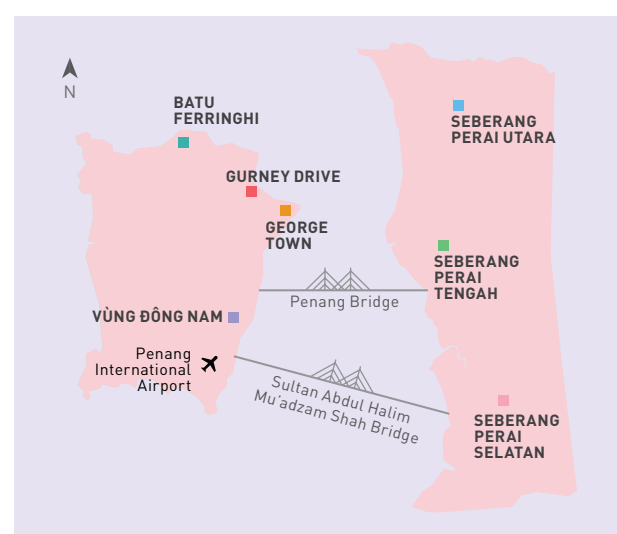 N
BATU
FERRINGHI
GURNEY DRIVE
GEORGE
TOWN
SEBERANG
PERAI UTARA
SEBERANG
PERAI
TENGAH
Penang Bridge
VÙNG ĐÔNG NAM
Penang
International
Airport
Sultan Abdul Halim
Mu'adzam Shah Bridge
SEBERANG
PERAI
SELATAN